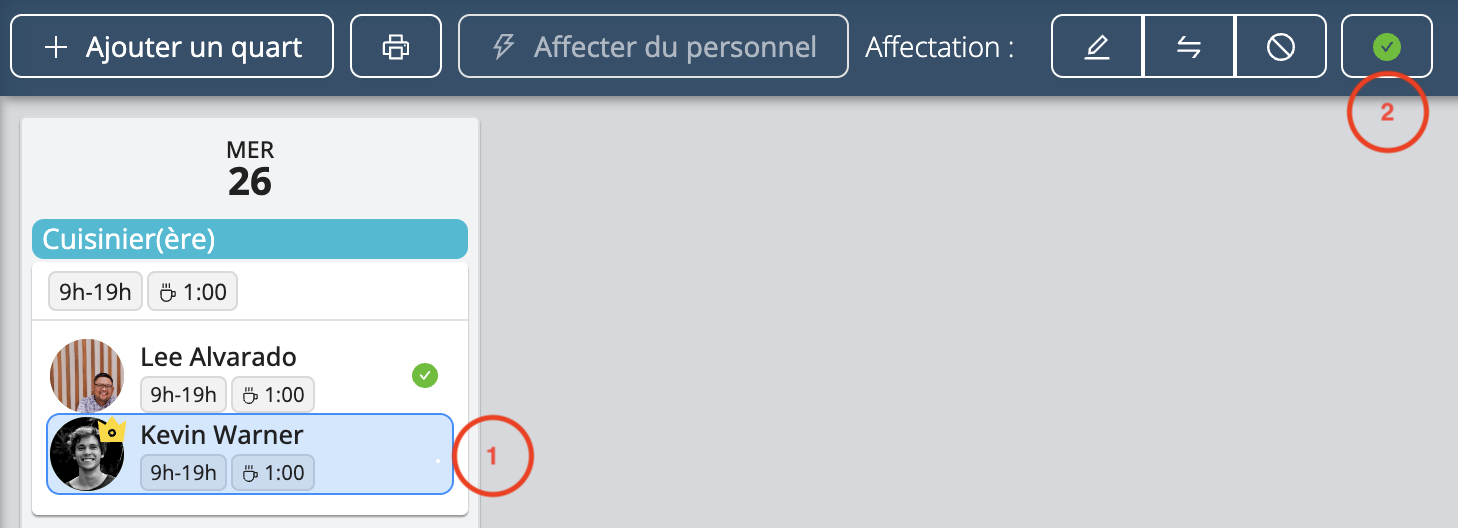 Ajouter un quart
Affecter du personnel
Affectation :
2
MER
26
Cuisinier(ère)
9h-19h 1:00
Lee Alvarado
9h-19h 1:00
Kevin Warner
9h-19h 1:00
1